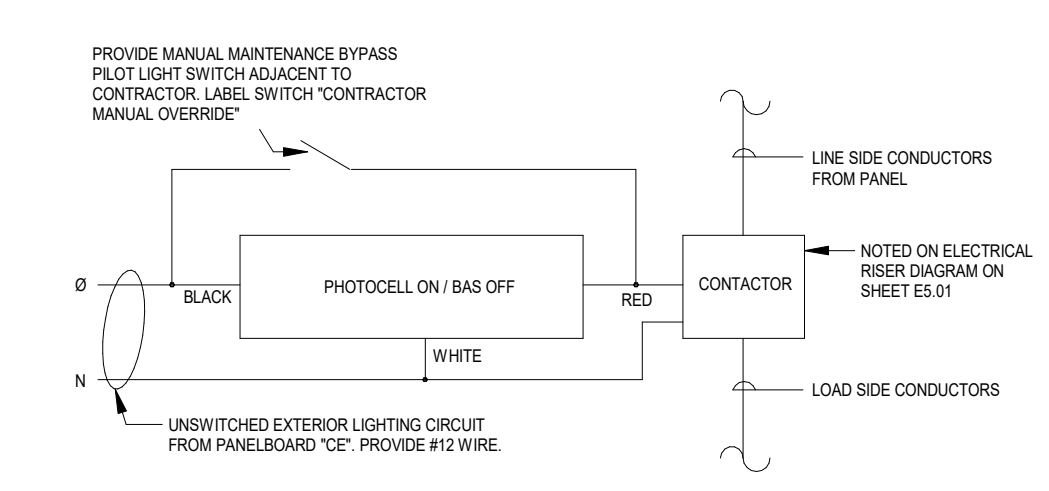 PROVIDE MANUAL MAINTENANCE BYPASS
PILOT LIGHT SWITCH ADJACENT TO
CONTRACTOR. LABEL SWITCH "CONTRACTOR
MANUAL OVERRIDE"
LINE SIDE CONDUCTORS
FROM PANEL
NOTED ON ELECTRICAL
RISER DIAGRAM ON
SHEET E5.01
Ø
BLACK
PHOTOCELL ON / BAS OFF
RED
CONTACTOR
WHITE
N
LOAD SIDE CONDUCTORS
UNSWITCHED EXTERIOR LIGHTING CIRCUIT
FROM PANELBOARD "CE". PROVIDE #12 WIRE.